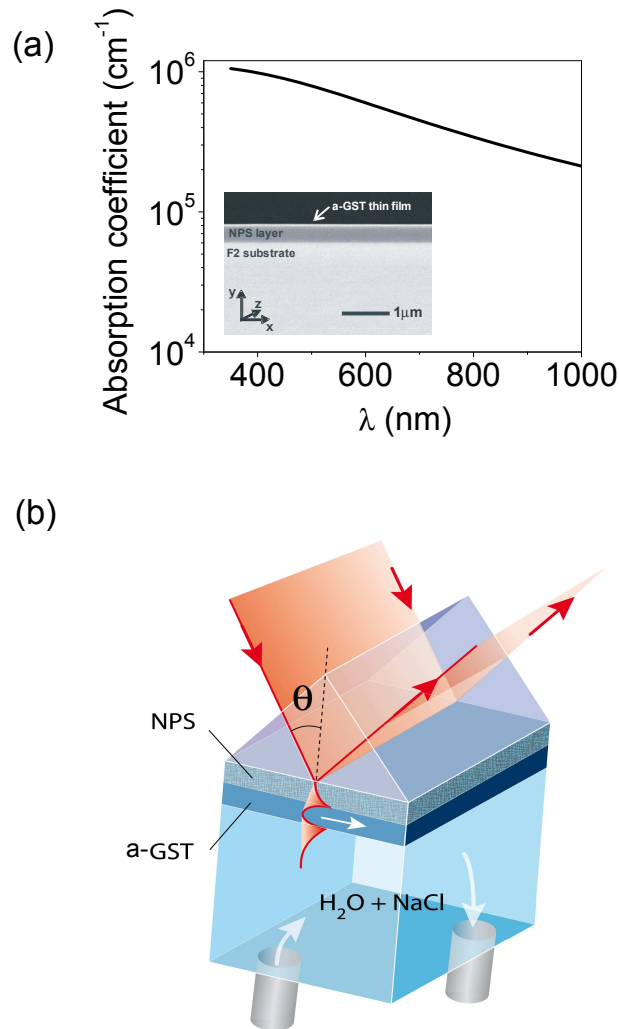 (a)
Absorption coefficient (cm⁻¹)
10⁶
10⁵
10⁴
a-GST thin film
NPS layer
F2 substrate
y
z
x
1μm
400 600 800 1000
λ (nm)
(b)
θ
NPS
a-GST
H₂O + NaCl